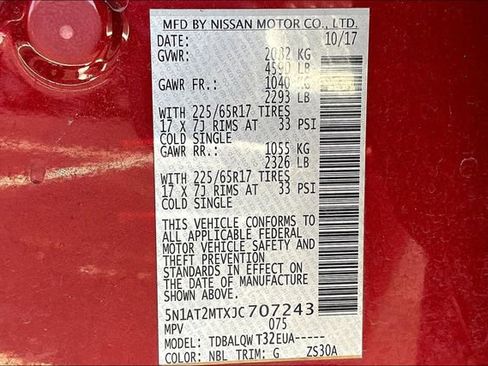 MFD BY NISSAN MOTOR CO., LTD.
DATE: 10/17
GVWR: 2082 KG
4590 LB
GAWR FR.: 1040 KG
2293 LB
WITH 225/65R17 TIRES
17 X 7J RIMS AT 33 PSI
COLD SINGLE
GAWR RR.: 1055 KG
2326 LB
WITH 225/65R17 TIRES
17 X 7J RIMS AT 33 PSI
COLD SINGLE
THIS VEHICLE CONFORMS TO
ALL APPLICABLE FEDERAL
MOTOR VEHICLE SAFETY AND
THEFT PREVENTION
STANDARDS IN EFFECT ON
THE DATE OF MANUFACTURE
SHOWN ABOVE.
5N1AT2MTXJC707243
MPV 075
MODEL: TDBALQWT32EUA-----
COLOR: NBL TRIM: G ZS30A